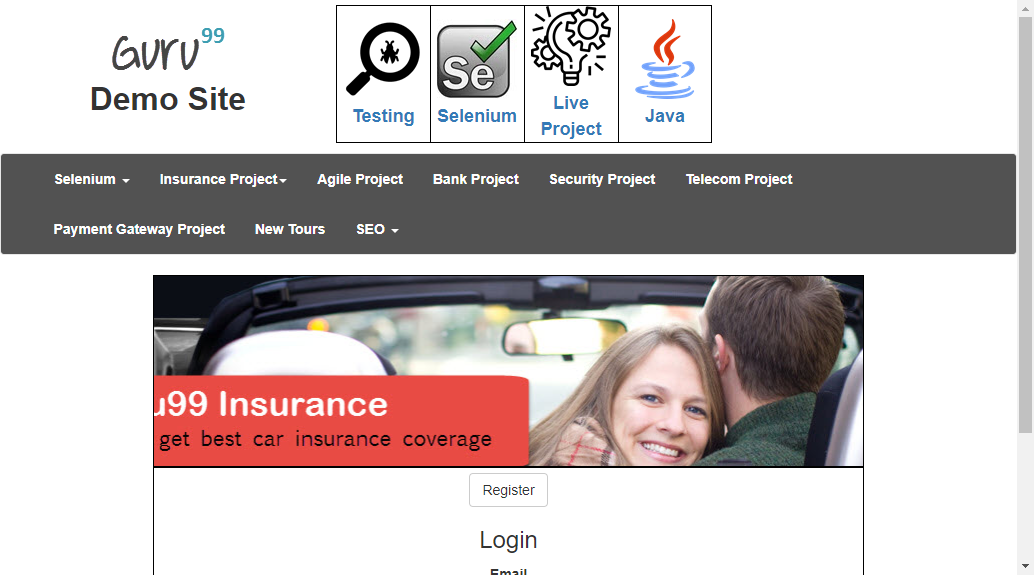 Guru99
Demo Site
Se
Testing
Selenium
Live
Project
Java
Selenium
Insurance Project
Agile Project
Bank Project
Security Project
Telecom Project
Payment Gateway Project
New Tours
SEO
u99 Insurance
get best car insurance coverage
Register
Login
Email